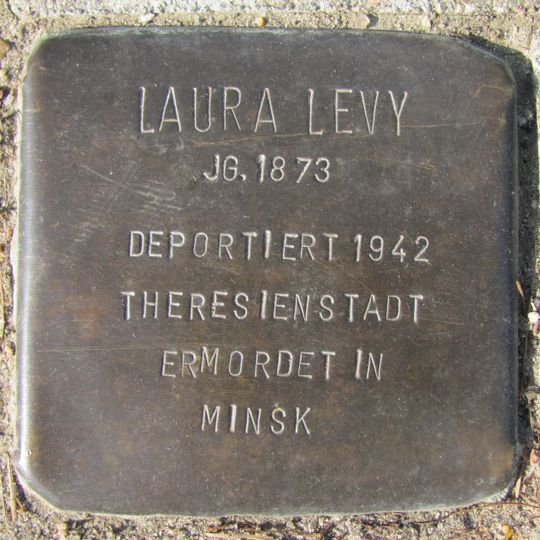 LAURA LEVY
JG. 1873
DEPORTIERT 1942
THERESIENSTADT
ERMORDET IN
MINSK